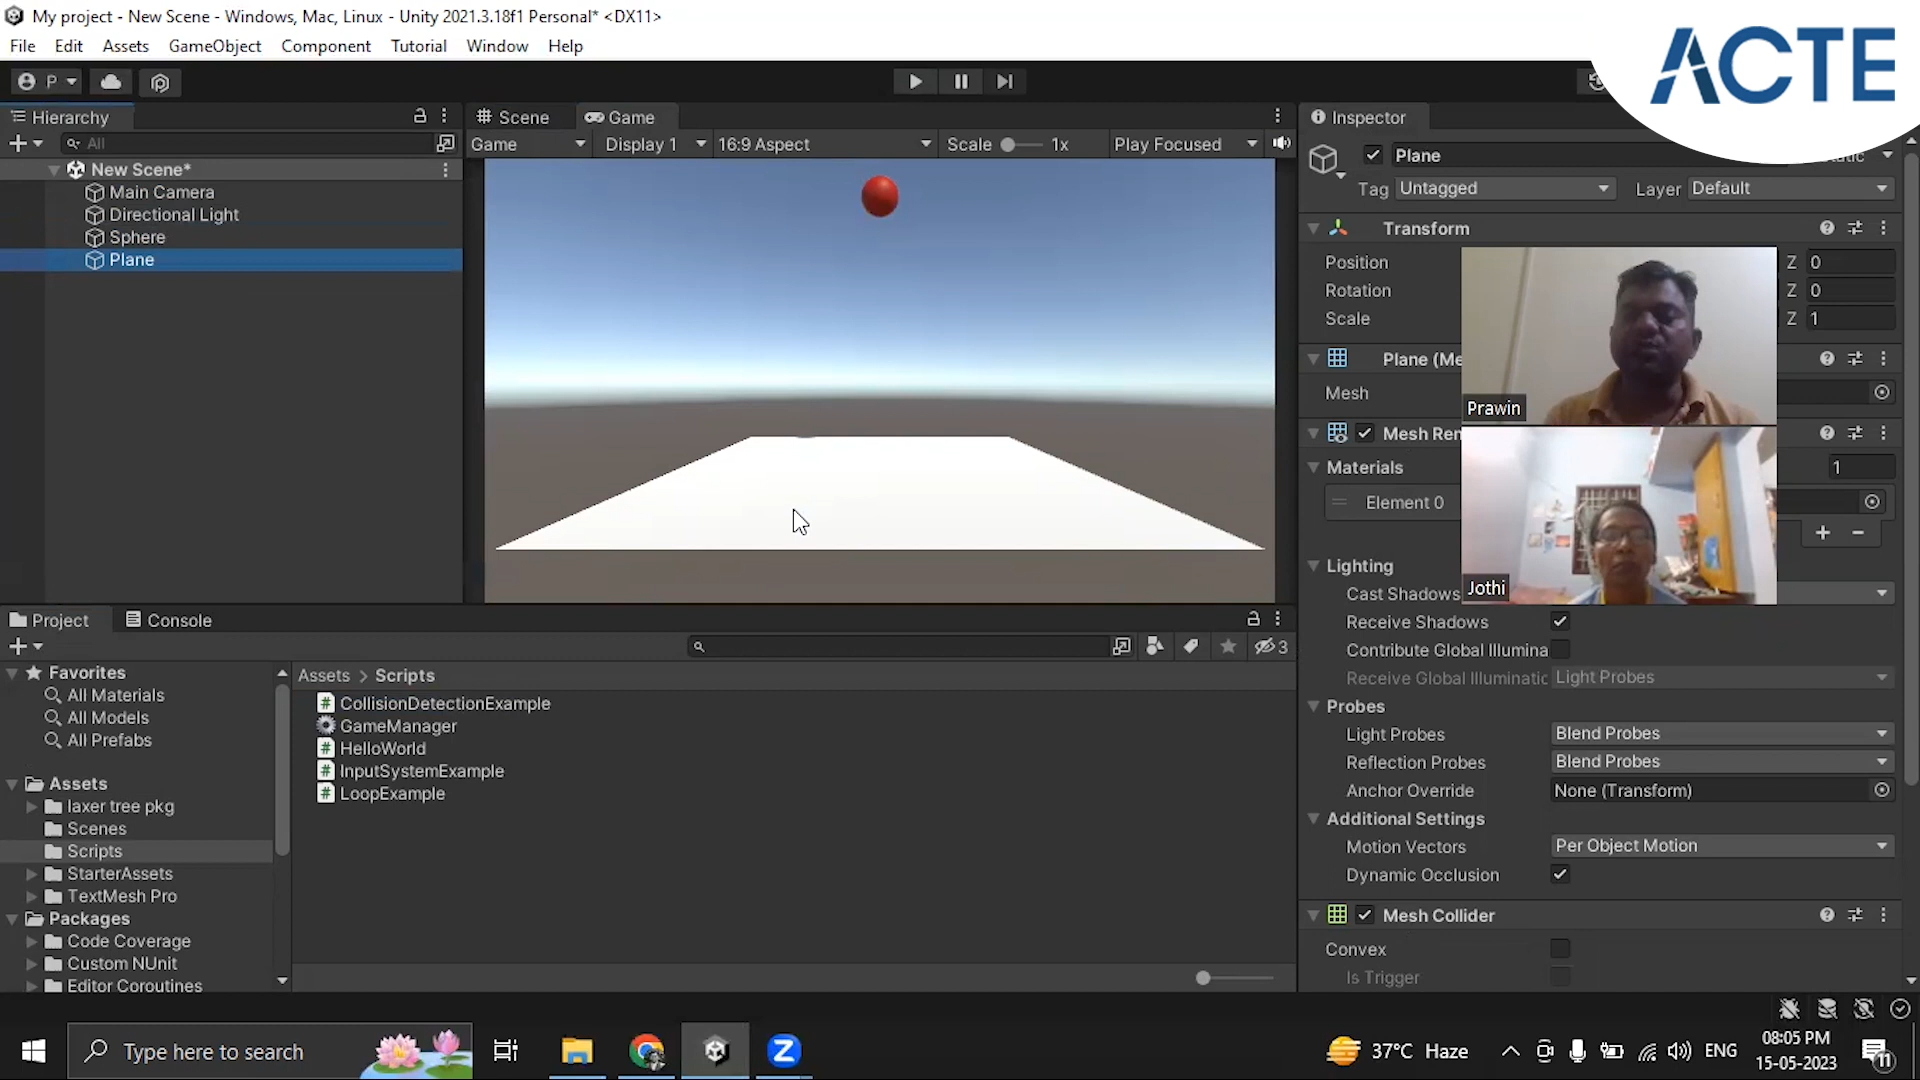 My project - New Scene - Windows, Mac, Linux - Unity 2021.3.18f1 Personal* <DX11>
ACTE
File Edit Assets GameObject Component Tutorial Window Help
P
Hierarchy
Scene Game
Inspector
All
Game Display 1 16:9 Aspect Scale 1x Play Focused
Plane
Tag Untagged Layer Default
New Scene*
Main Camera
Directional Light
Sphere
Plane
Transform
Position Z 0
Rotation Z 0
Scale Z 1
Plane (Me
Mesh
Prawin
Mesh Ren
Materials 1
Element 0
Lighting
Cast Shadows
Jothi
Receive Shadows
Contribute Global Illumina
Receive Global Illuminatic Light Probes
Probes
Light Probes Blend Probes
Reflection Probes Blend Probes
Anchor Override None (Transform)
Additional Settings
Motion Vectors Per Object Motion
Dynamic Occlusion
Mesh Collider
Convex
Is Trigger
Project Console
3
Favorites
All Materials
All Models
All Prefabs
Assets
laxer tree pkg
Scenes
Scripts
StarterAssets
TextMesh Pro
Packages
Code Coverage
Custom NUnit
Editor Coroutines
Assets > Scripts
CollisionDetectionExample
GameManager
HelloWorld
InputSystemExample
LoopExample
Type here to search
37°C Haze
ENG
08:05 PM
15-05-2023
11